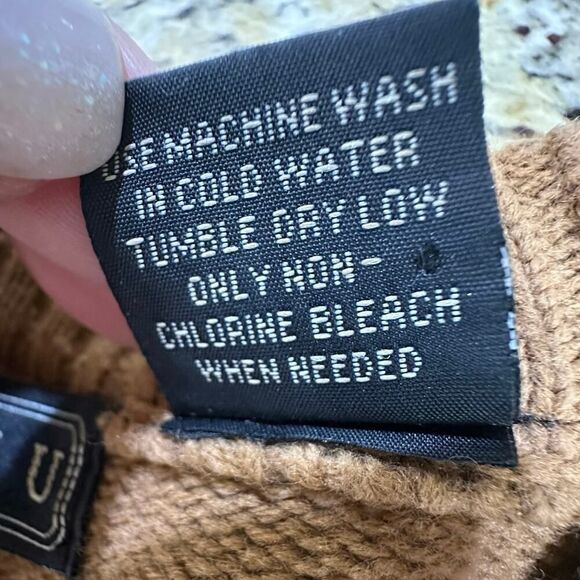 USE MACHINE WASH
IN COLD WATER
TUMBLE DRY LOW
ONLY NON-
CHLORINE BLEACH
WHEN NEEDED